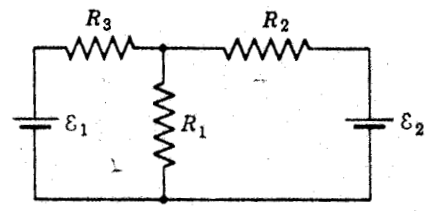 R₃ R₂
ℰ₁ R₁ ℰ₂